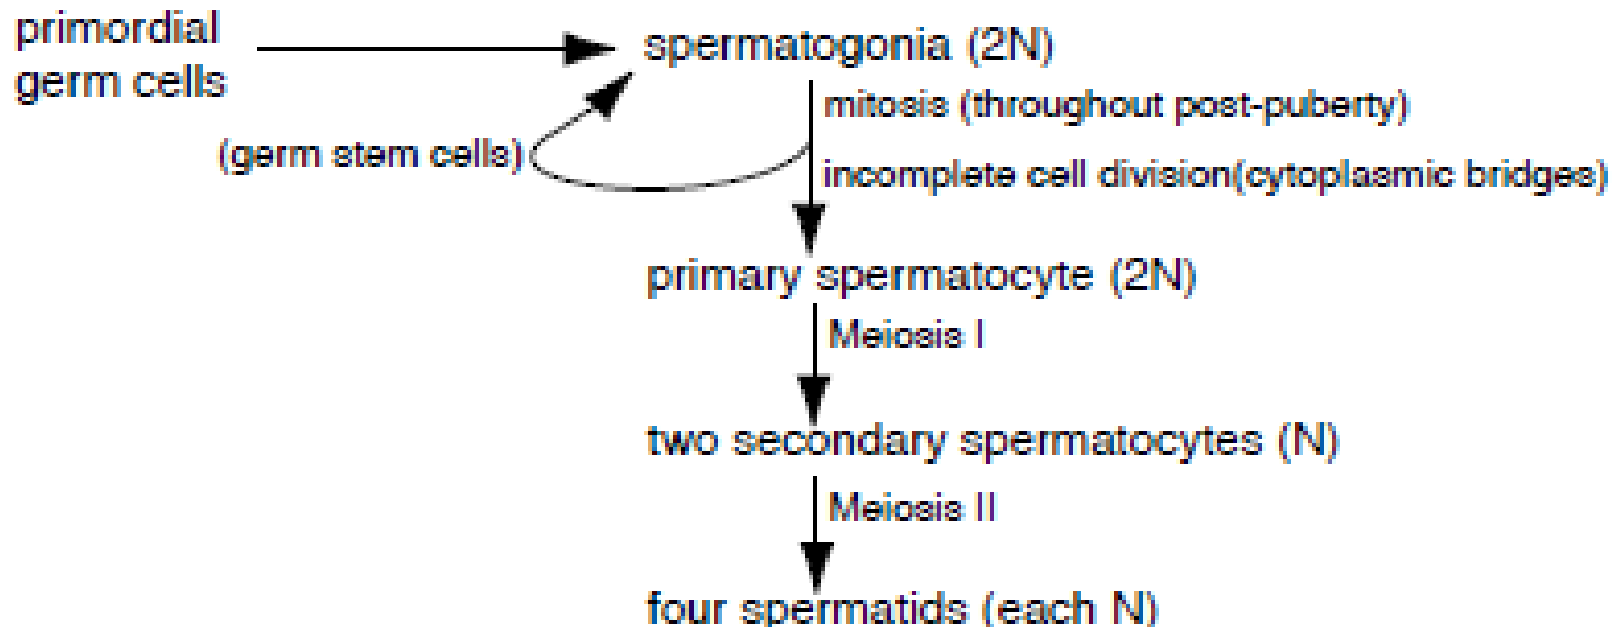 primordial
germ cells
spermatogonia (2N)
mitosis (throughout post-puberty)
(germ stem cells)
incomplete cell division(cytoplasmic bridges)
primary spermatocyte (2N)
Meiosis I
two secondary spermatocytes (N)
Meiosis II
four spermatids (each N)